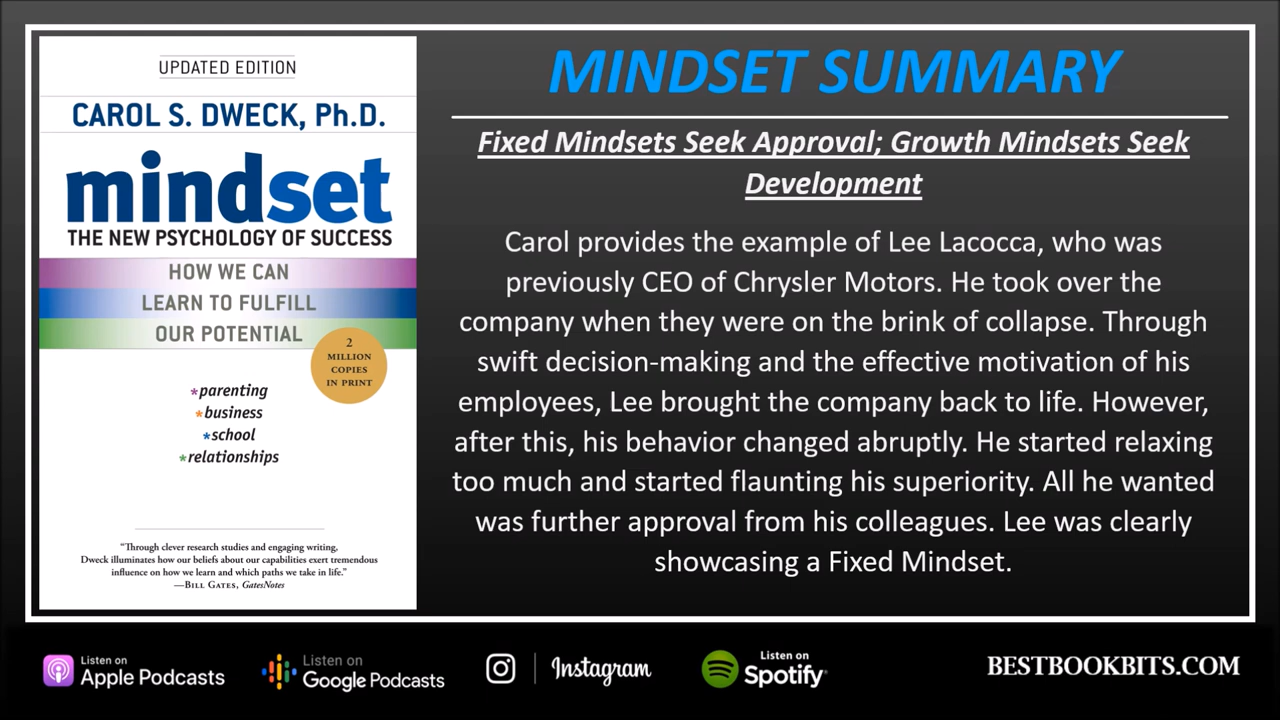 UPDATED EDITION
CAROL S. DWECK, Ph.D.
mindset
THE NEW PSYCHOLOGY OF SUCCESS
HOW WE CAN
LEARN TO FULFILL
OUR POTENTIAL
2
MILLION
COPIES
IN PRINT
*parenting
*business
*school
*relationships
“Through clever research studies and engaging writing,
Dweck illuminates how our beliefs about our capabilities exert tremendous
influence on how we learn and which paths we take in life.”
—BILL GATES, GatesNotes
MINDSET SUMMARY
Fixed Mindsets Seek Approval; Growth Mindsets Seek
Development
Carol provides the example of Lee Lacocca, who was
previously CEO of Chrysler Motors. He took over the
company when they were on the brink of collapse. Through
swift decision-making and the effective motivation of his
employees, Lee brought the company back to life. However,
after this, his behavior changed abruptly. He started relaxing
too much and started flaunting his superiority. All he wanted
was further approval from his colleagues. Lee was clearly
showcasing a Fixed Mindset.
Listen on
Apple Podcasts
Listen on
Google Podcasts
Instagram
Listen on
Spotify
BESTBOOKBITS.COM